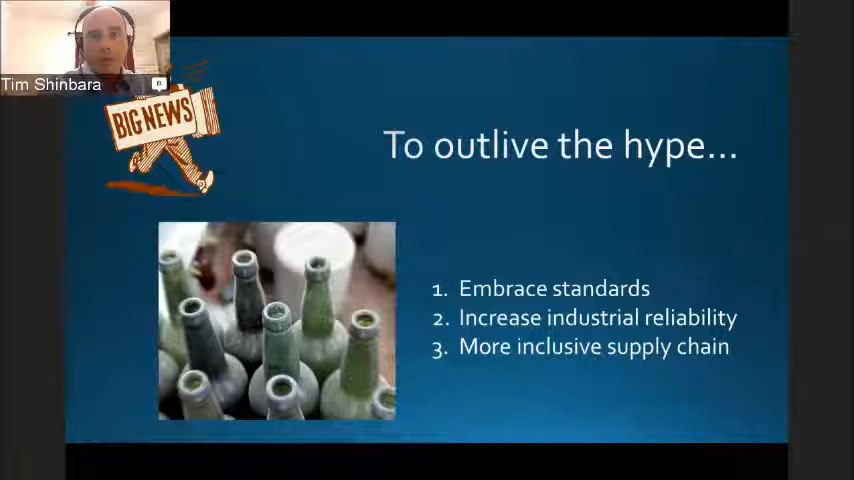 Tim Shinbara
BIG NEWS
To outlive the hype...
1. Embrace standards
2. Increase industrial reliability
3. More inclusive supply chain